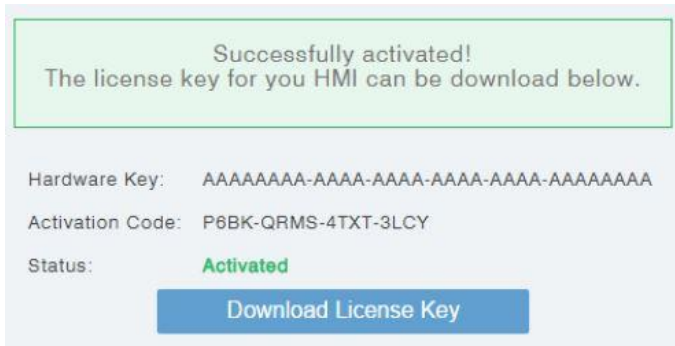 Successfully activated!
The license key for you HMI can be download below.
Hardware Key: AAAAAAAA-AAAA-AAAA-AAAA-AAAA-AAAAAAAA
Activation Code: P6BK-QRMS-4TXT-3LCY
Status: Activated
Download License Key